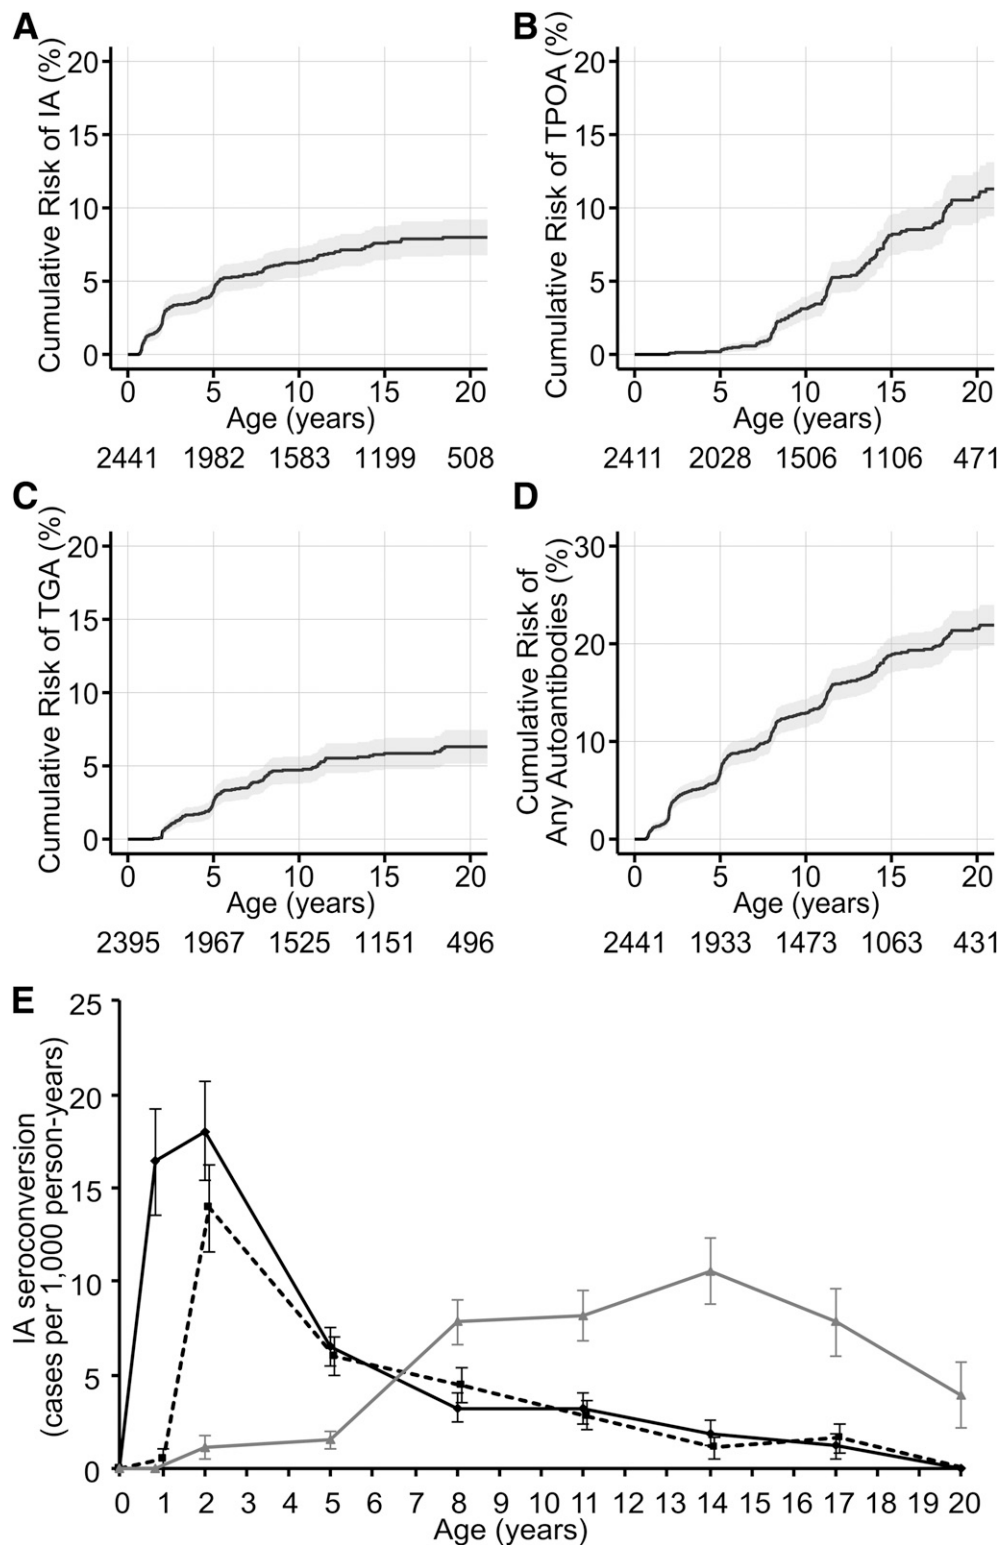 A
Cumulative Risk of IA (%)
20
15
10
5
0
0 5 10 15 20
Age (years)
2441 1982 1583 1199 508
B
Cumulative Risk of TPOA (%)
20
15
10
5
0
0 5 10 15 20
Age (years)
2411 2028 1506 1106 471
C
Cumulative Risk of TGA (%)
20
15
10
5
0
0 5 10 15 20
Age (years)
2395 1967 1525 1151 496
D
Cumulative Risk of
Any Autoantibodies (%)
30
20
10
0
0 5 10 15 20
Age (years)
2441 1933 1473 1063 431
E
IA seroconversion
(cases per 1,000 person-years)
25
20
15
10
5
0
0 1 2 3 4 5 6 7 8 9 10 11 12 13 14 15 16 17 18 19 20
Age (years)